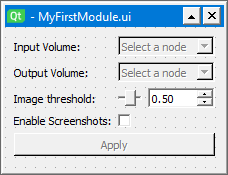 Qt - MyFirstModule.ui
Input Volume: Select a node
Output Volume: Select a node
Image threshold: 0.50
Enable Screenshots:
Apply